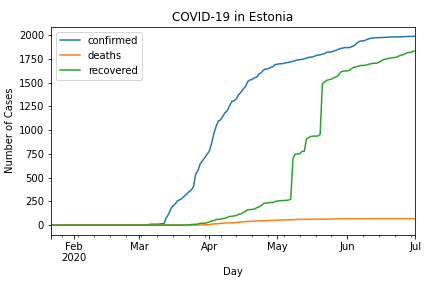 COVID-19 in Estonia
confirmed
deaths
recovered
Number of Cases
2000
1750
1500
1250
1000
750
500
250
0
Feb
2020
Mar
Apr
May
Jun
Jul
Day